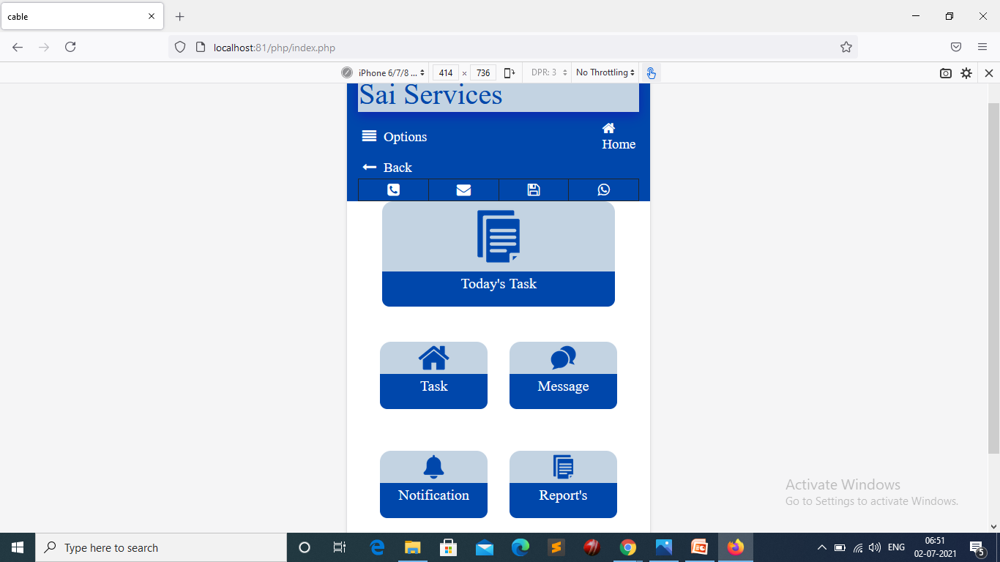 cable
localhost:81/php/index.php
iPhone 6/7/8 ... 414 × 736 DPR: 3 No Throttling
Sai Services
Options Home
Back
Today's Task
Task Message
Notification Report's
Activate Windows
Go to Settings to activate Windows.
Type here to search ENG 06:51
02-07-2021 5